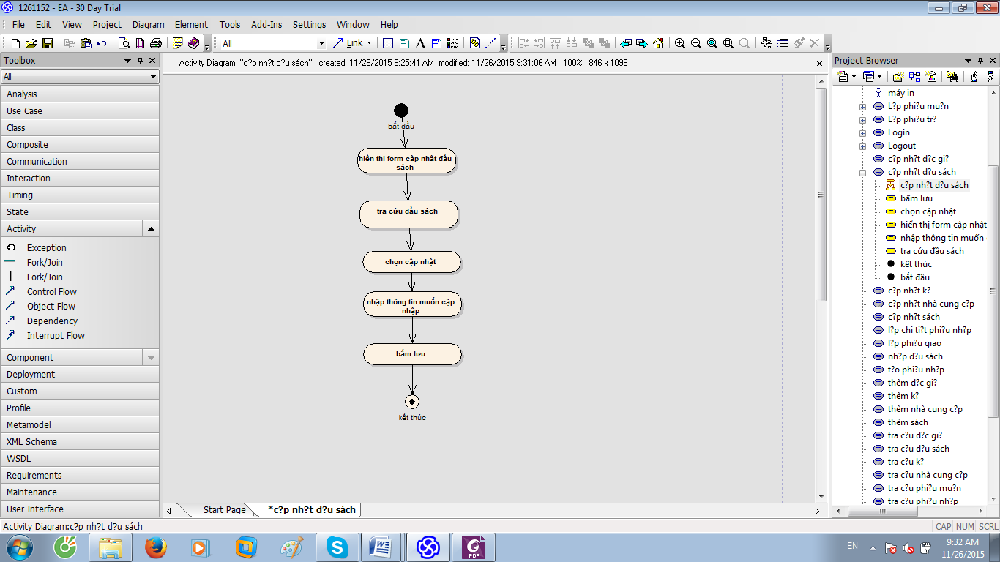 1261152 - EA - 30 Day Trial
File Edit View Project Diagram Element Tools Add-Ins Settings Window Help
All Link
Toolbox
All
Analysis
Use Case
Class
Composite
Communication
Interaction
Timing
State
Activity
Exception
Fork/Join
Fork/Join
Control Flow
Object Flow
Dependency
Interrupt Flow
Component
Deployment
Custom
Profile
Metamodel
XML Schema
WSDL
Requirements
Maintenance
User Interface
Activity Diagram: "c?p nh?t d?u sách" created: 11/26/2015 9:25:41 AM modified: 11/26/2015 9:31:06 AM 100% 846 x 1098
bắt đầu
hiển thị form cập nhật đầu
sách
tra cứu đầu sách
chọn cập nhật
nhập thông tin muốn cập
nhập
bấm lưu
kết thúc
Start Page *c?p nh?t d?u sách
Project Browser
máy in
L?p phi?u mu?n
L?p phi?u tr?
Login
Logout
c?p nh?t d?c gi?
c?p nh?t d?u sách
c?p nh?t d?u sách
bấm lưu
chọn cập nhật
hiển thị form cập nhật
nhập thông tin muốn
tra cứu đầu sách
kết thúc
bắt đầu
c?p nh?t k?
c?p nh?t nhà cung c?p
c?p nh?t sách
l?p chi ti?t phi?u nh?p
l?p phi?u giao
nh?p d?u sách
t?o phi?u nh?p
thêm d?c gi?
thêm k?
thêm nhà cung c?p
thêm sách
tra c?u d?c gi?
tra c?u d?u sách
tra c?u k?
tra c?u nhà cung c?p
tra c?u phi?u mu?n
tra c?u phi?u nh?p
Activity Diagram:c?p nh?t d?u sách
CAP NUM SCRL
PDF
EN
9:32 AM
11/26/2015